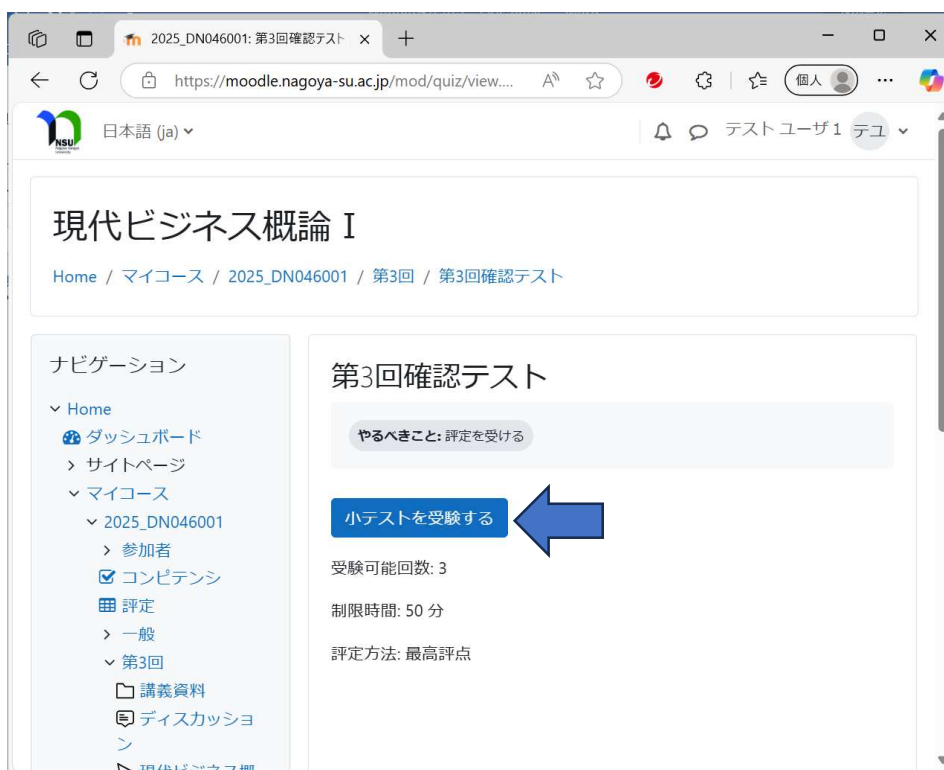 2025_DN046001: 第3回確認テスト
https://moodle.nagoya-su.ac.jp/mod/quiz/view....
個人
NSU
日本語 (ja)
テスト ユーザ 1 テユ
現代ビジネス概論 I
Home / マイコース / 2025_DN046001 / 第3回 / 第3回確認テスト
ナビゲーション
Home
ダッシュボード
サイトページ
マイコース
2025_DN046001
参加者
コンピテンシ
評定
一般
第3回
講義資料
ディスカッショ
ン
現代ビジネス概
第3回確認テスト
やるべきこと: 評定を受ける
小テストを受験する
受験可能回数: 3
制限時間: 50 分
評定方法: 最高評点